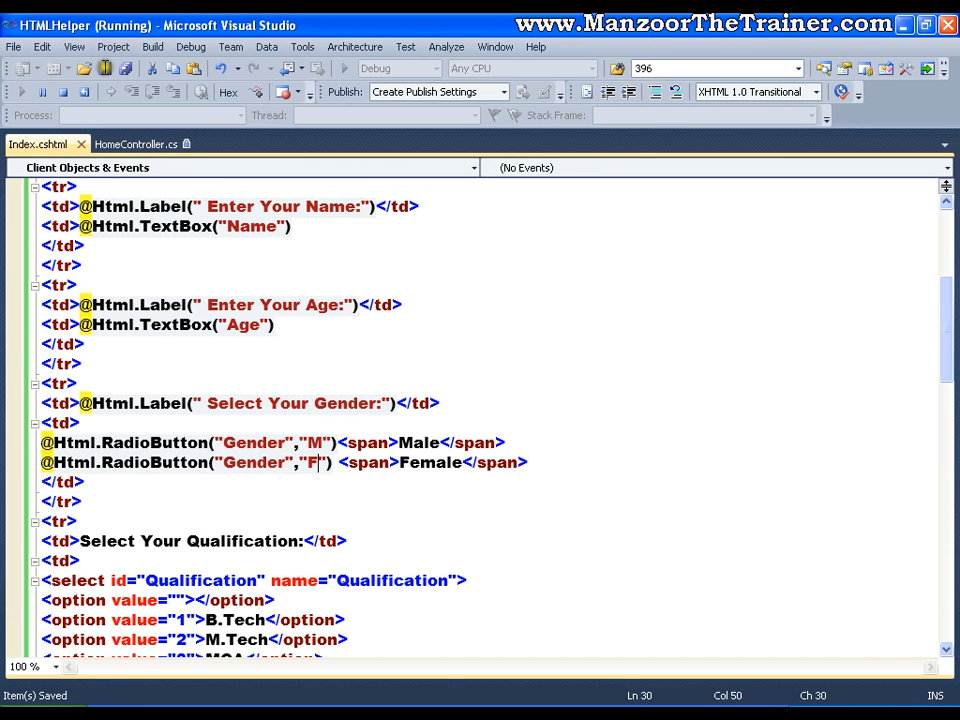 HTMLHelper (Running) - Microsoft Visual Studio
www.ManzoorTheTrainer.com
File Edit View Project Build Debug Team Data Tools Architecture Test Analyze Window Help
Debug Any CPU 396
Hex Publish: Create Publish Settings XHTML 1.0 Transitional
Process: Thread: Stack Frame:
Index.cshtml HomeController.cs
Client Objects & Events (No Events)
<tr>
<td>@Html.Label(" Enter Your Name:")</td>
<td>@Html.TextBox("Name")
</td>
</tr>
<tr>
<td>@Html.Label(" Enter Your Age:")</td>
<td>@Html.TextBox("Age")
</td>
</tr>
<tr>
<td>@Html.Label(" Select Your Gender:")</td>
<td>
@Html.RadioButton("Gender","M")<span>Male</span>
@Html.RadioButton("Gender","F") <span>Female</span>
</td>
</tr>
<tr>
<td>Select Your Qualification:</td>
<td>
<select id="Qualification" name="Qualification">
<option value=""></option>
<option value="1">B.Tech</option>
<option value="2">M.Tech</option>
<option value="3">MCA</option>
100 %
Item(s) Saved Ln 30 Col 50 Ch 30 INS